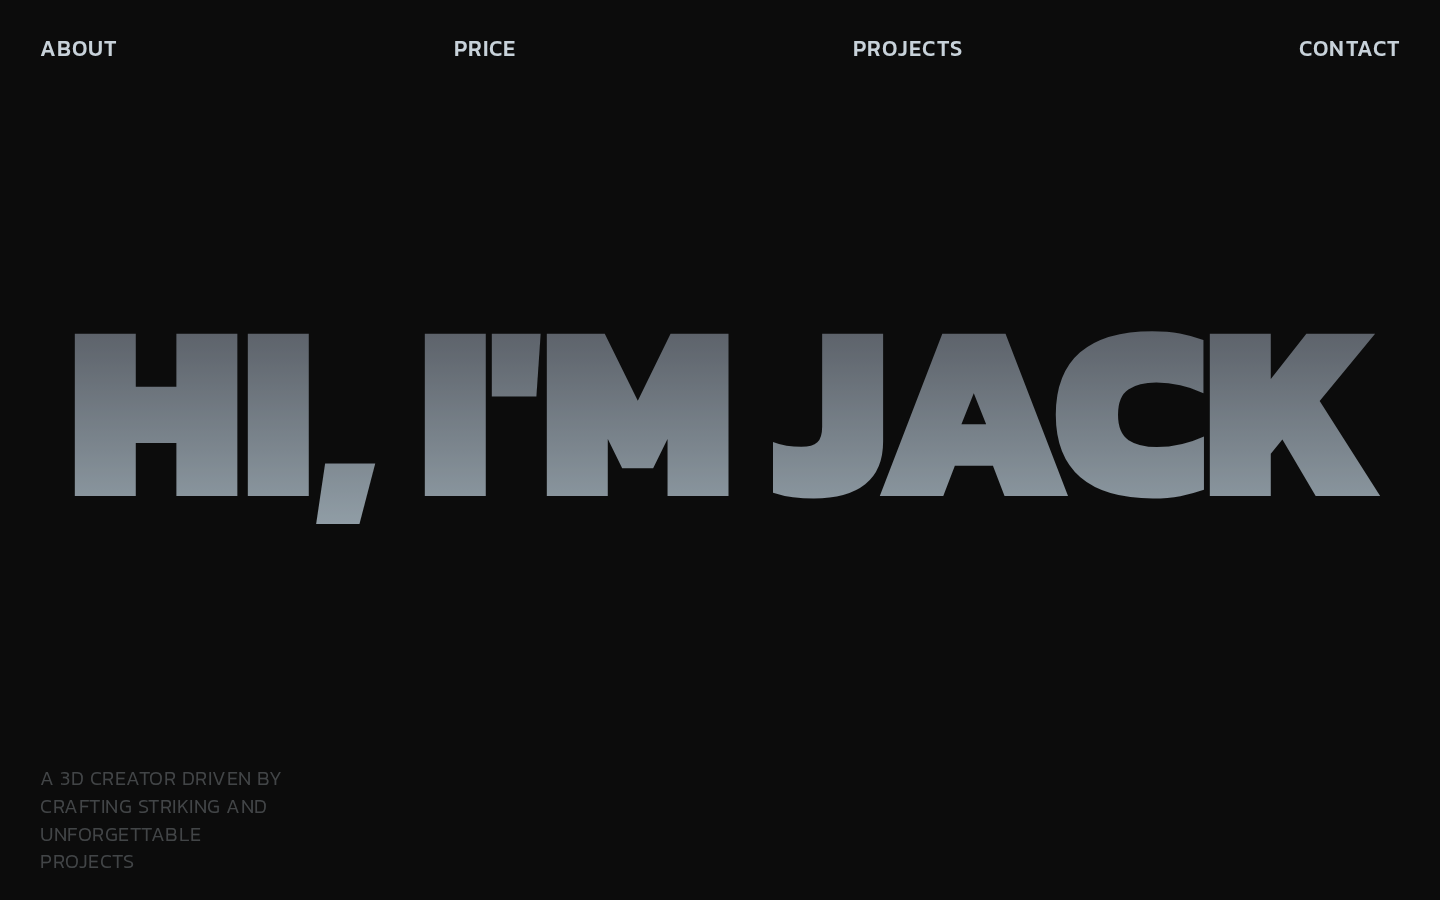 ABOUT PRICE PROJECTS CONTACT
HI, I'M JACK
A 3D CREATOR DRIVEN BY
CRAFTING STRIKING AND
UNFORGETTABLE
PROJECTS